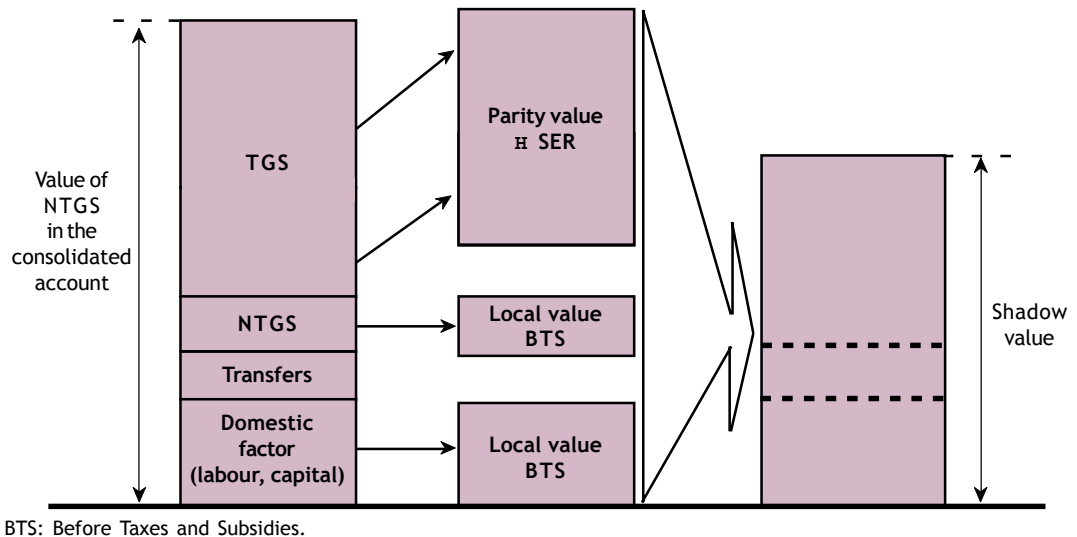 Value of
NTGS
in the
consolidated
account
TGS
NTGS
Transfers
Domestic
factor
(labour, capital)
Parity value
H SER
Local value
BTS
Local value
BTS
Shadow
value
BTS: Before Taxes and Subsidies.